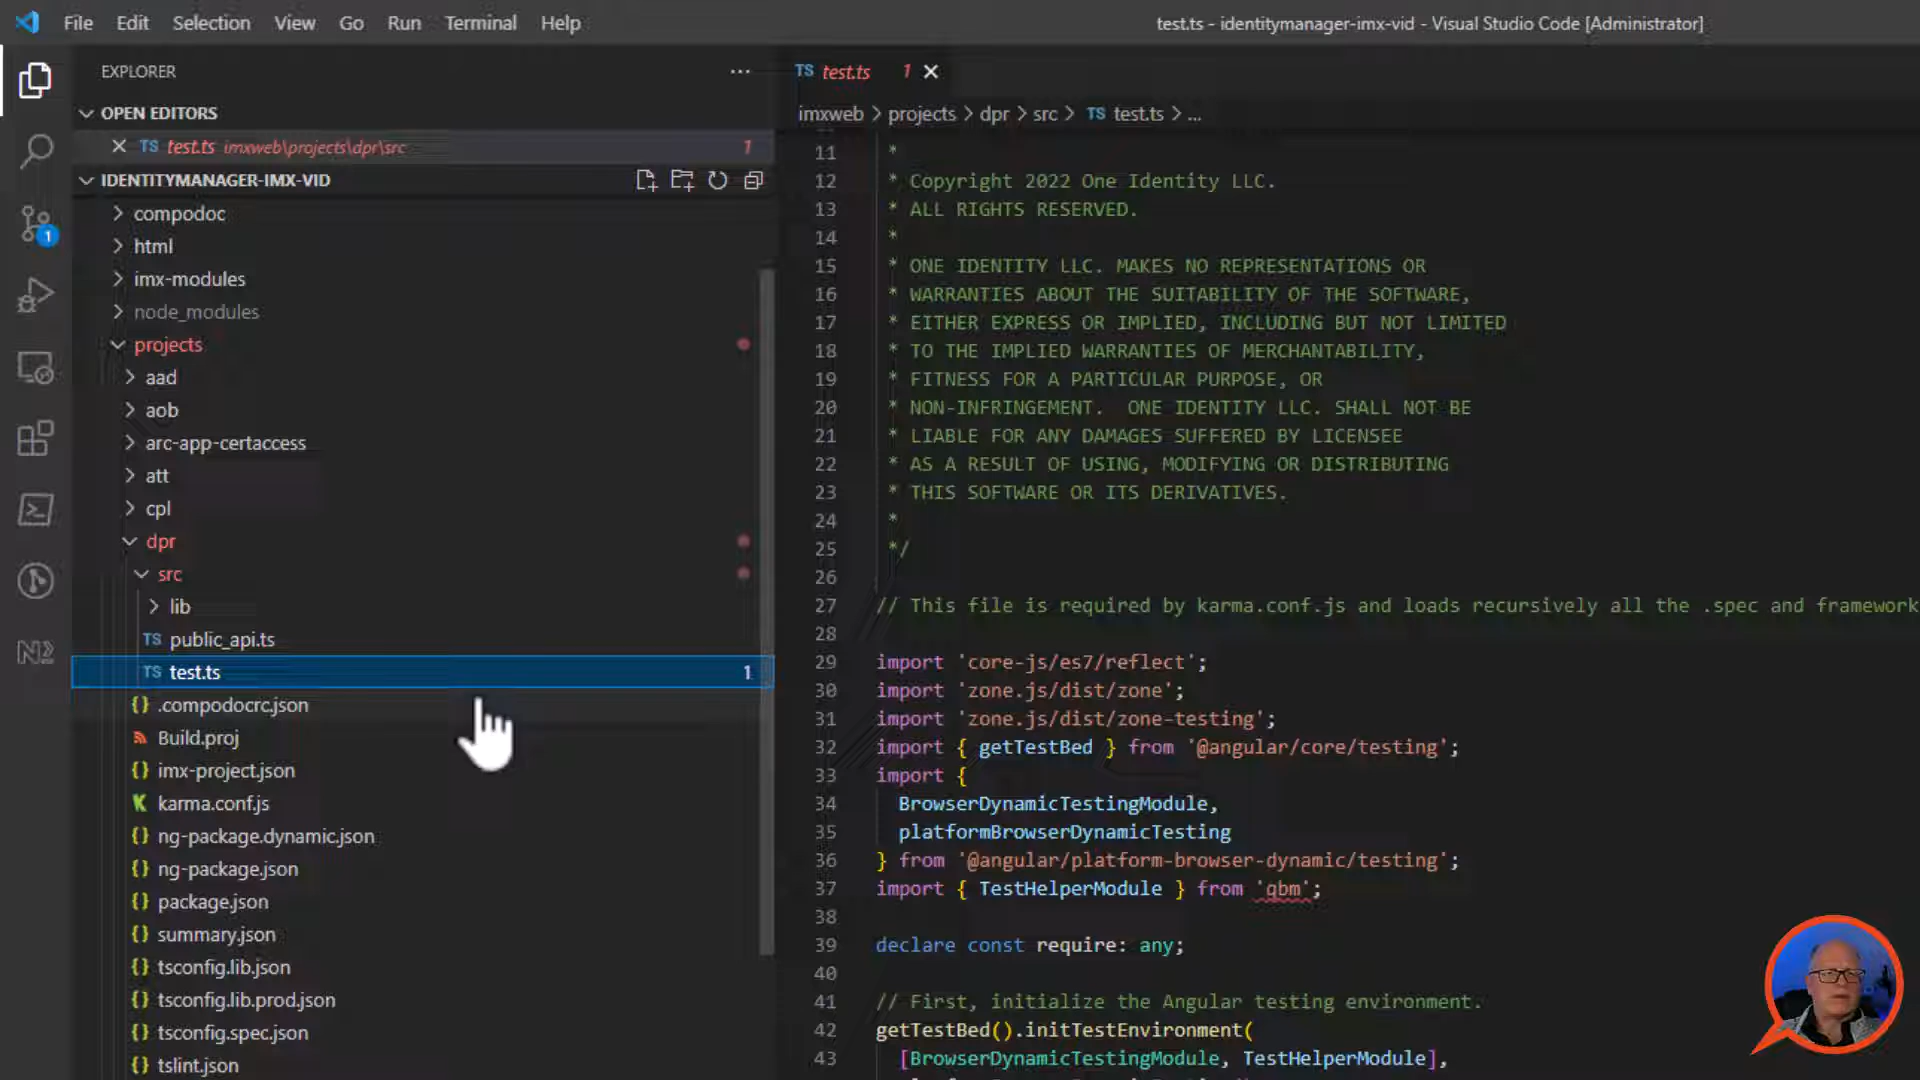 File Edit Selection View Go Run Terminal Help
test.ts - identitymanager-imx-vid - Visual Studio Code [Administrator]
EXPLORER
OPEN EDITORS
TS test.ts imxweb\projects\dpr\src 1
IDENTITYMANAGER-IMX-VID
compodoc
html
imx-modules
node_modules
projects
aad
aob
arc-app-certaccess
att
cpl
dpr
src
lib
TS public_api.ts
TS test.ts 1
{} .compodocrc.json
Build.proj
{} imx-project.json
K karma.conf.js
{} ng-package.dynamic.json
{} ng-package.json
{} package.json
{} summary.json
{} tsconfig.lib.json
{} tsconfig.lib.prod.json
{} tsconfig.spec.json
{} tslint.json
1
TS test.ts 1
imxweb > projects > dpr > src > TS test.ts > ...
11 *
12 * Copyright 2022 One Identity LLC.
13 * ALL RIGHTS RESERVED.
14 *
15 * ONE IDENTITY LLC. MAKES NO REPRESENTATIONS OR
16 * WARRANTIES ABOUT THE SUITABILITY OF THE SOFTWARE,
17 * EITHER EXPRESS OR IMPLIED, INCLUDING BUT NOT LIMITED
18 * TO THE IMPLIED WARRANTIES OF MERCHANTABILITY,
19 * FITNESS FOR A PARTICULAR PURPOSE, OR
20 * NON-INFRINGEMENT.  ONE IDENTITY LLC. SHALL NOT BE
21 * LIABLE FOR ANY DAMAGES SUFFERED BY LICENSEE
22 * AS A RESULT OF USING, MODIFYING OR DISTRIBUTING
23 * THIS SOFTWARE OR ITS DERIVATIVES.
24 *
25 */
26
27 // This file is required by karma.conf.js and loads recursively all the .spec and framework
28
29 import 'core-js/es7/reflect';
30 import 'zone.js/dist/zone';
31 import 'zone.js/dist/zone-testing';
32 import { getTestBed } from '@angular/core/testing';
33 import {
34 BrowserDynamicTestingModule,
35 platformBrowserDynamicTesting
36 } from '@angular/platform-browser-dynamic/testing';
37 import { TestHelperModule } from 'qbm';
38
39 declare const require: any;
40
41 // First, initialize the Angular testing environment.
42 getTestBed().initTestEnvironment(
43 [BrowserDynamicTestingModule, TestHelperModule],